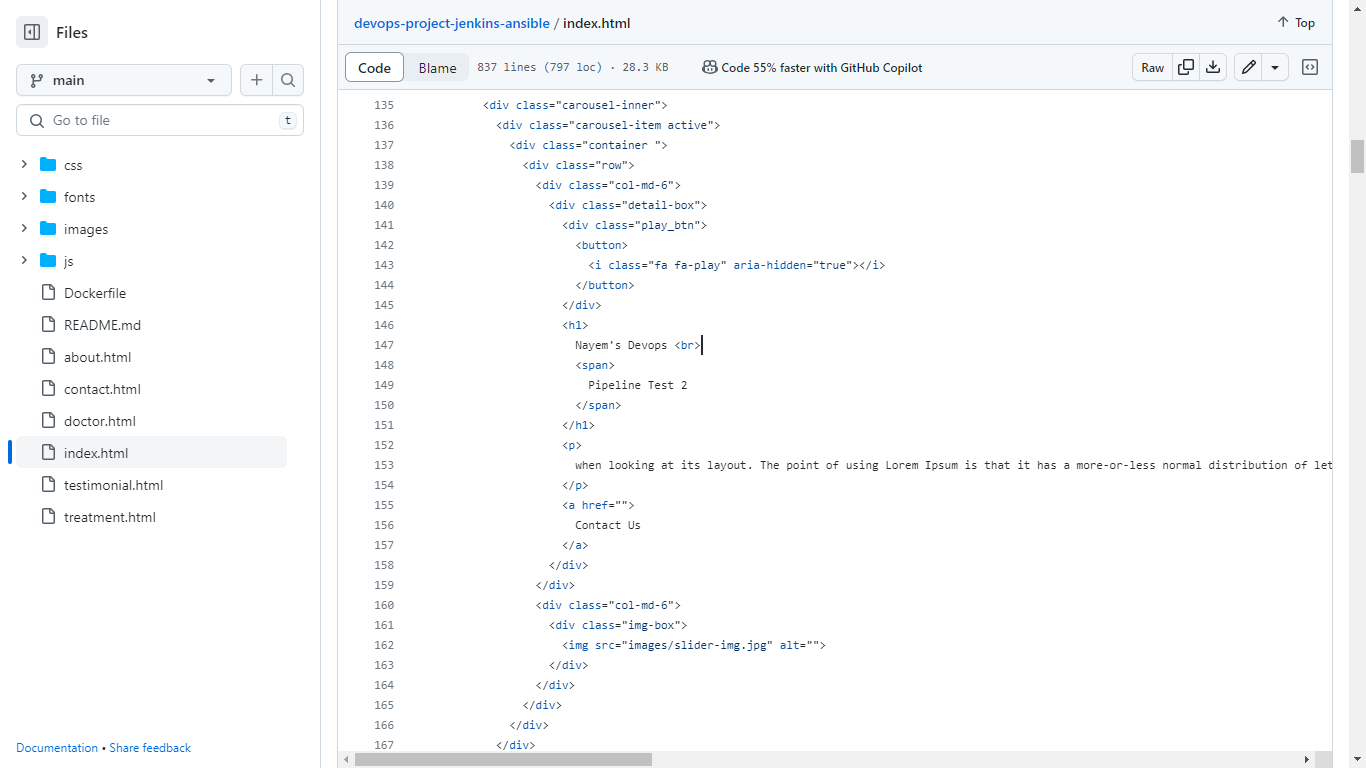 Files
main
Go to file
t
css
fonts
images
js
Dockerfile
README.md
about.html
contact.html
doctor.html
index.html
testimonial.html
treatment.html
Documentation • Share feedback
devops-project-jenkins-ansible / index.html
Top
Code Blame 837 lines (797 loc) · 28.3 KB Code 55% faster with GitHub Copilot Raw
135 <div class="carousel-inner">
136 <div class="carousel-item active">
137 <div class="container ">
138 <div class="row">
139 <div class="col-md-6">
140 <div class="detail-box">
141 <div class="play_btn">
142 <button>
143 <i class="fa fa-play" aria-hidden="true"></i>
144 </button>
145 </div>
146 <h1>
147 Nayem's Devops <br>
148 <span>
149 Pipeline Test 2
150 </span>
151 </h1>
152 <p>
153 when looking at its layout. The point of using Lorem Ipsum is that it has a more-or-less normal distribution of let
154 </p>
155 <a href="">
156 Contact Us
157 </a>
158 </div>
159 </div>
160 <div class="col-md-6">
161 <div class="img-box">
162 <img src="images/slider-img.jpg" alt="">
163 </div>
164 </div>
165 </div>
166 </div>
167 </div>